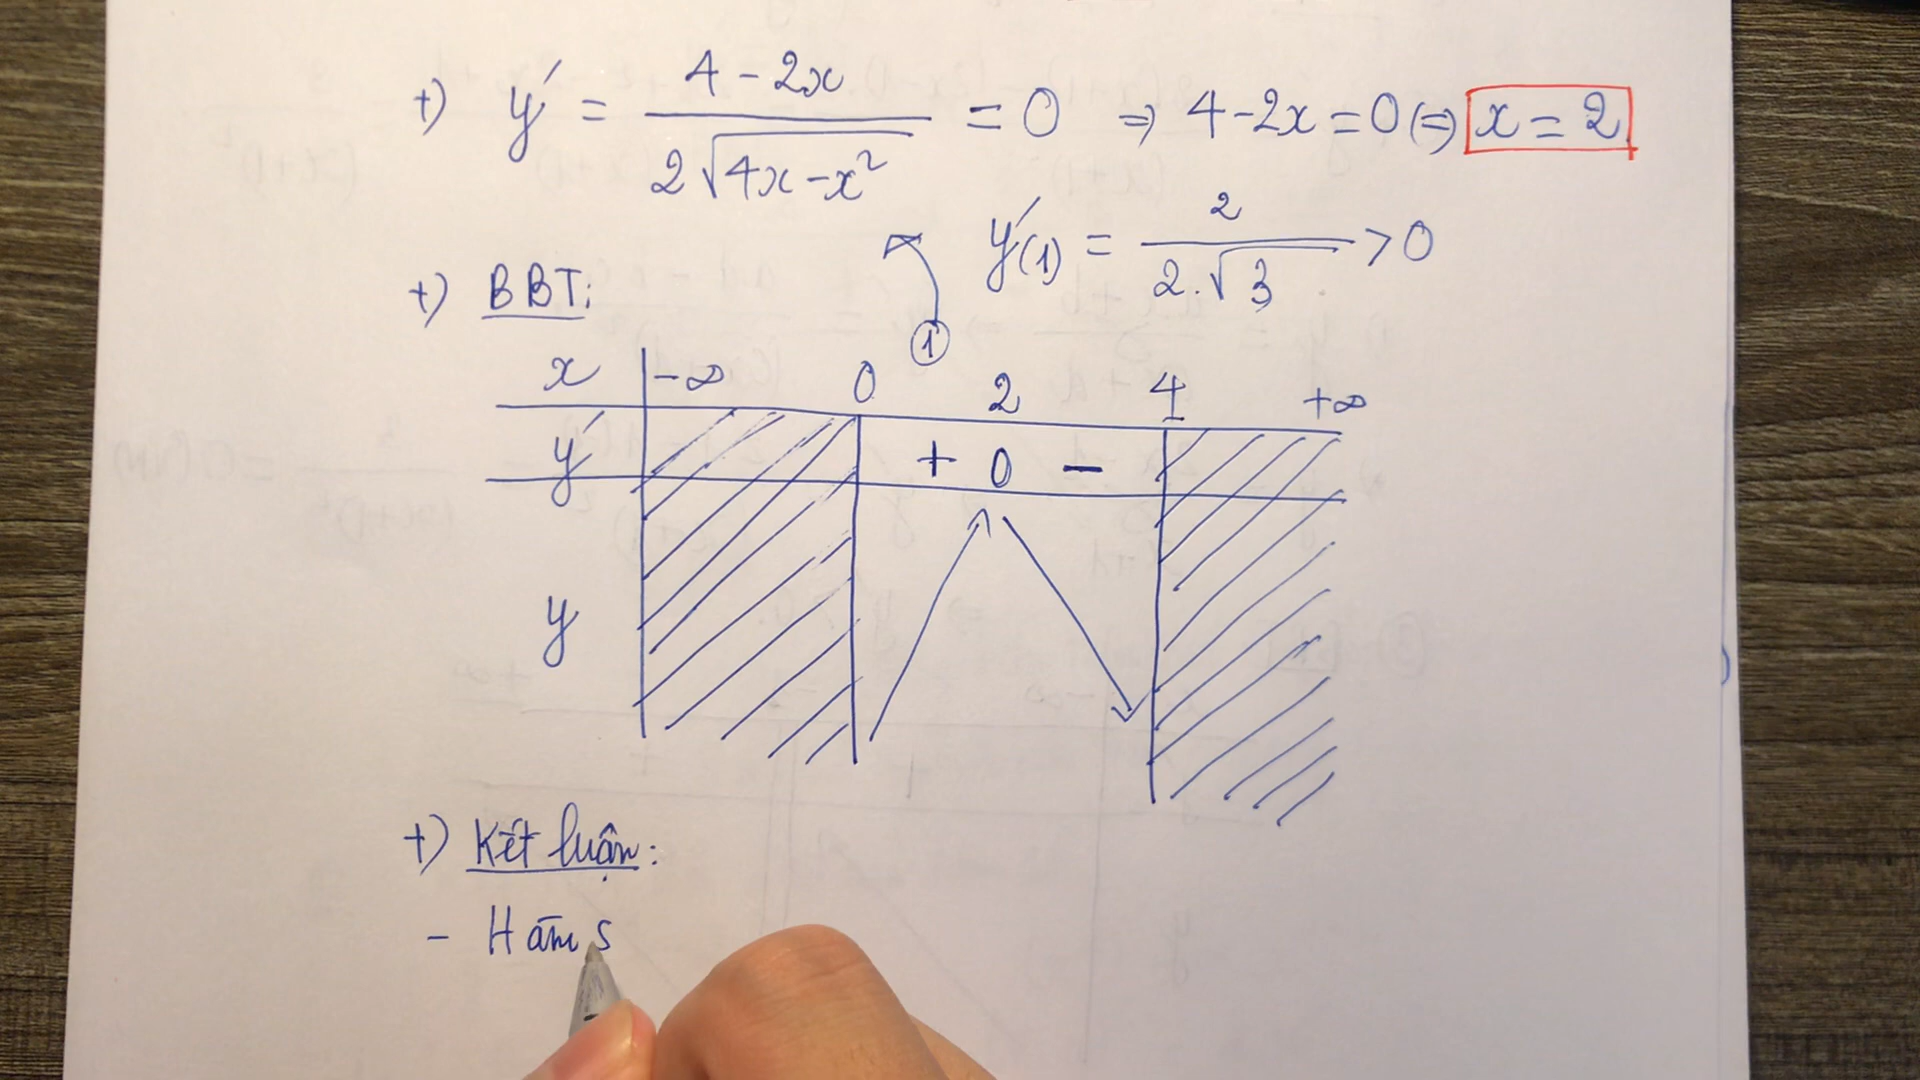 +) y' = (4 - 2x) / (2√(4x - x²)) = 0 ⇒ 4 - 2x = 0 ⇔ x = 2
y'(1) = 2 / (2.√3) > 0
+) BBT:
1
x -∞ 0 2 4 +∞
y' + 0 -
y
+) Kết luận:
- Hàm s